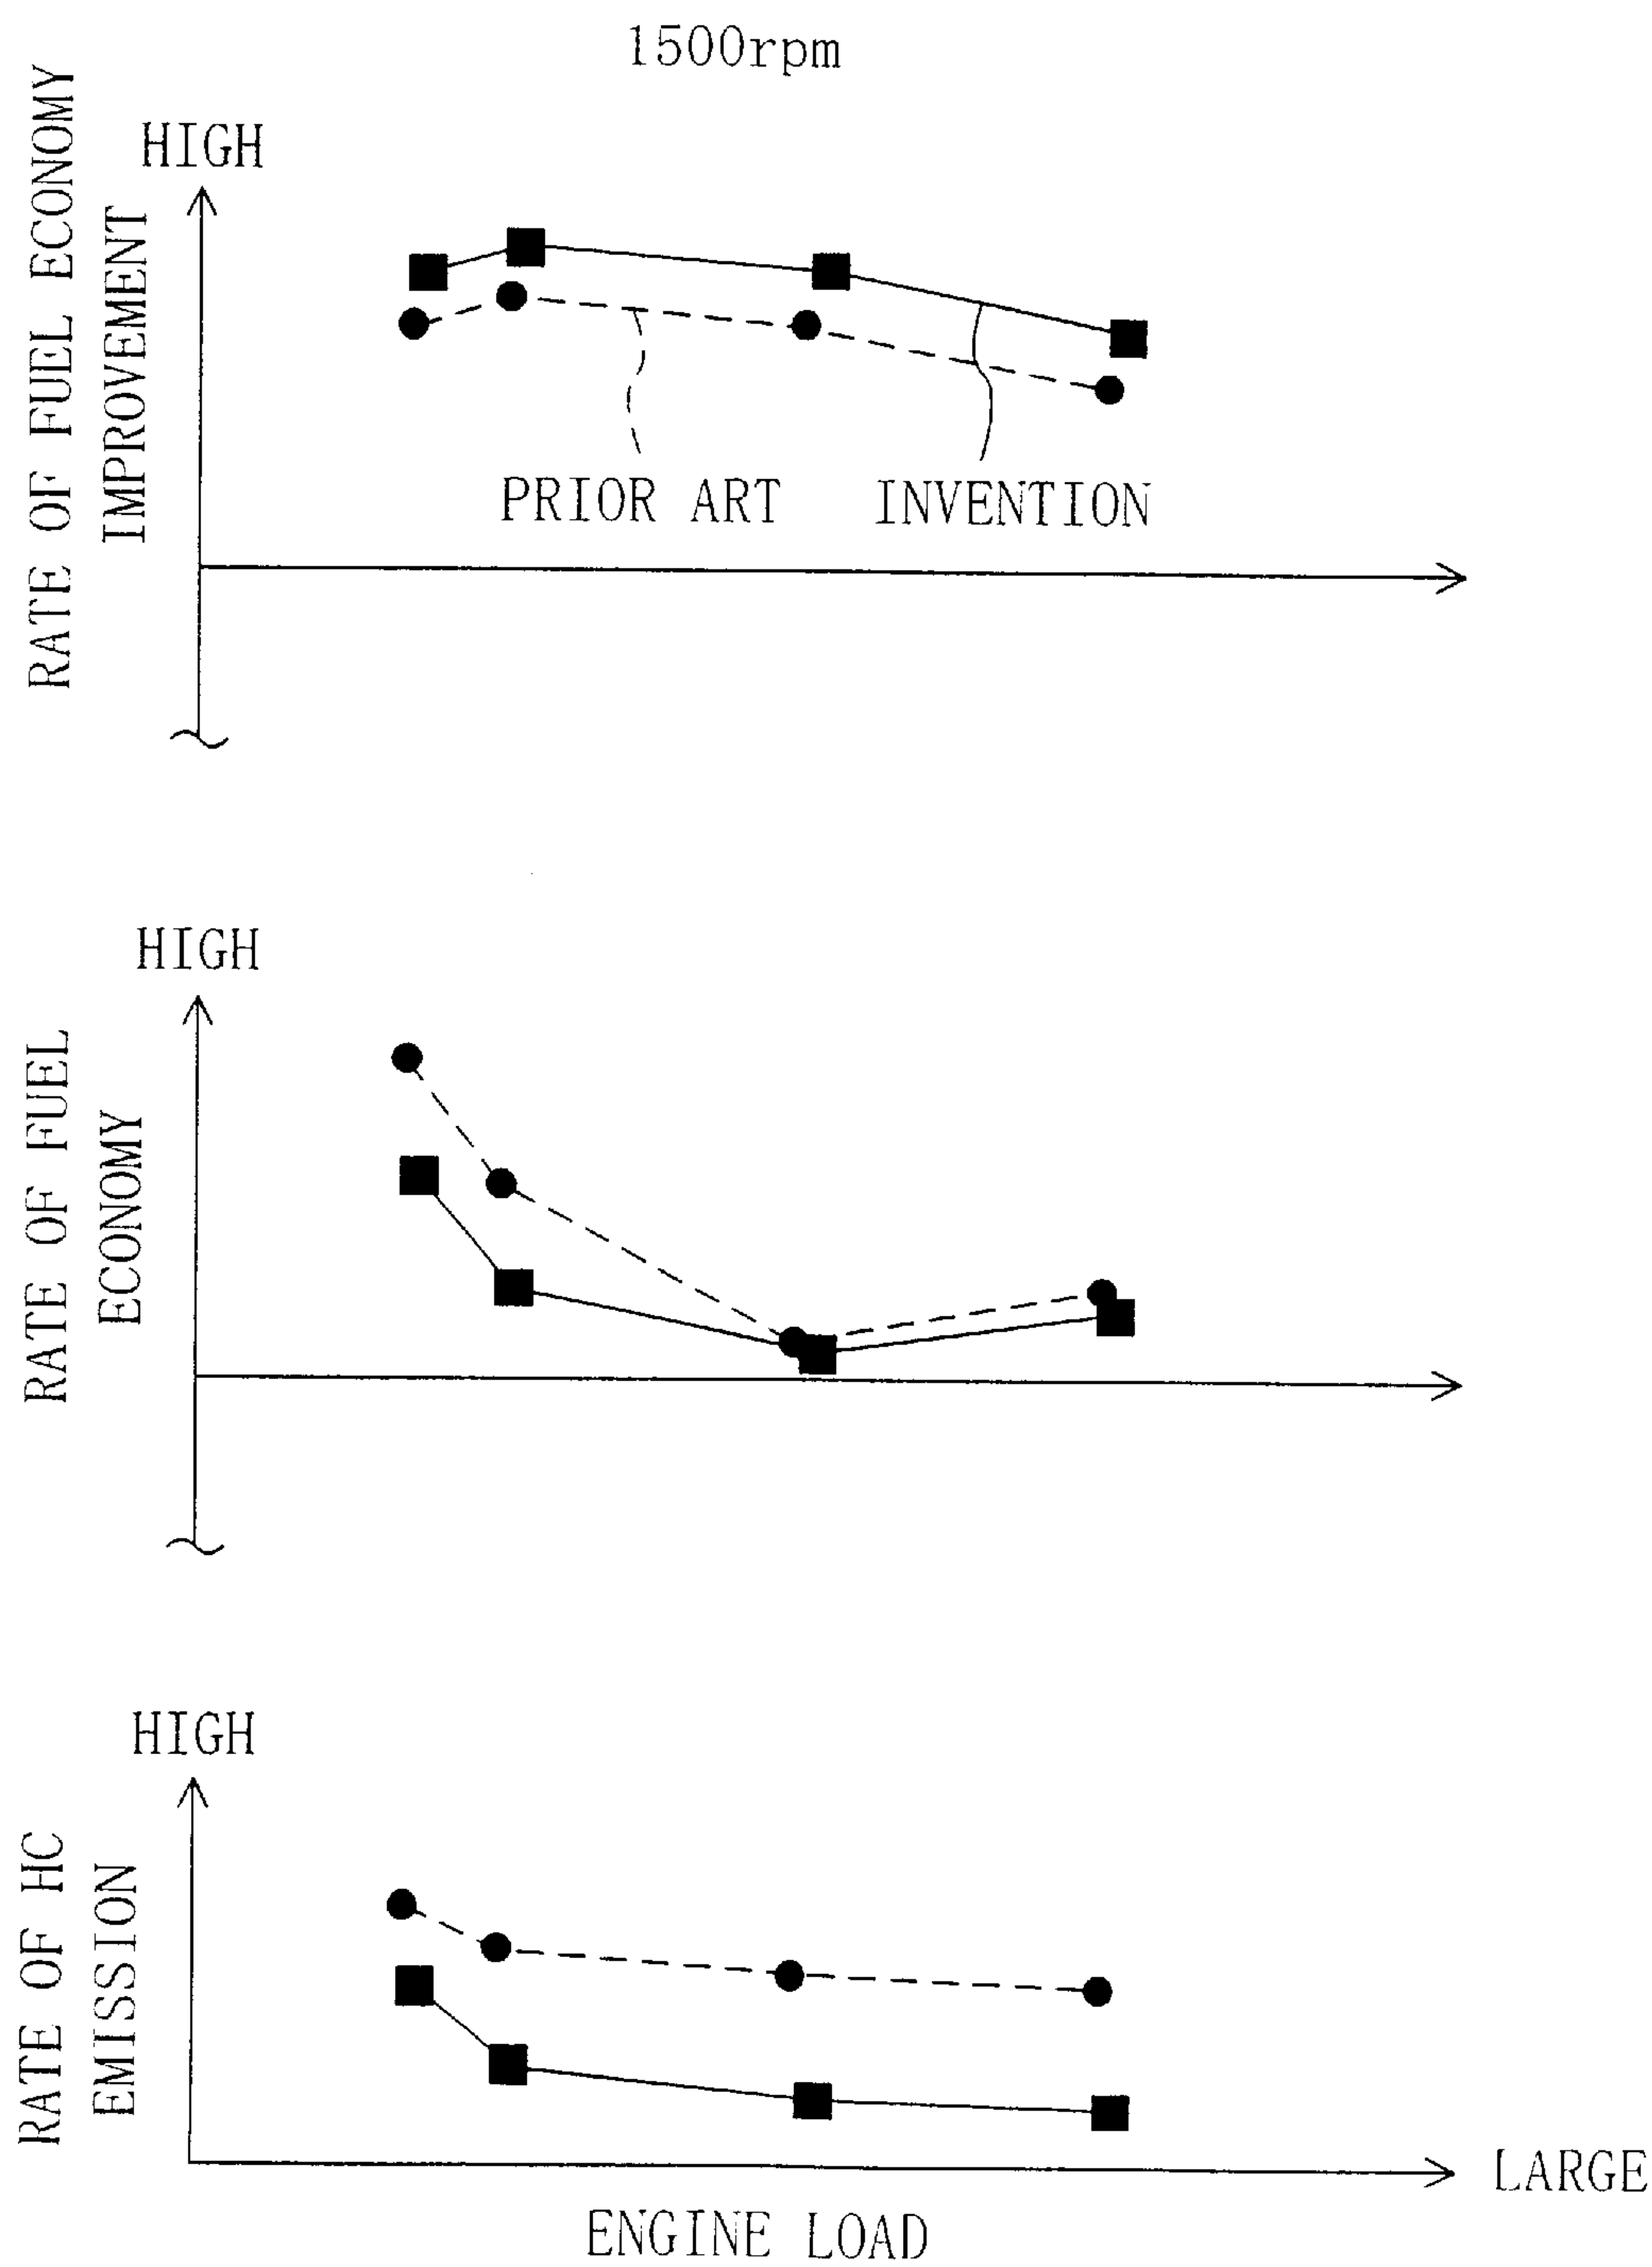 1500rpm
HIGH
RATE OF FUEL ECONOMY
IMPROVEMENT
PRIOR ART
INVENTION
HIGH
RATE OF FUEL
ECONOMY
HIGH
RATE OF HC
EMISSION
LARGE
ENGINE LOAD